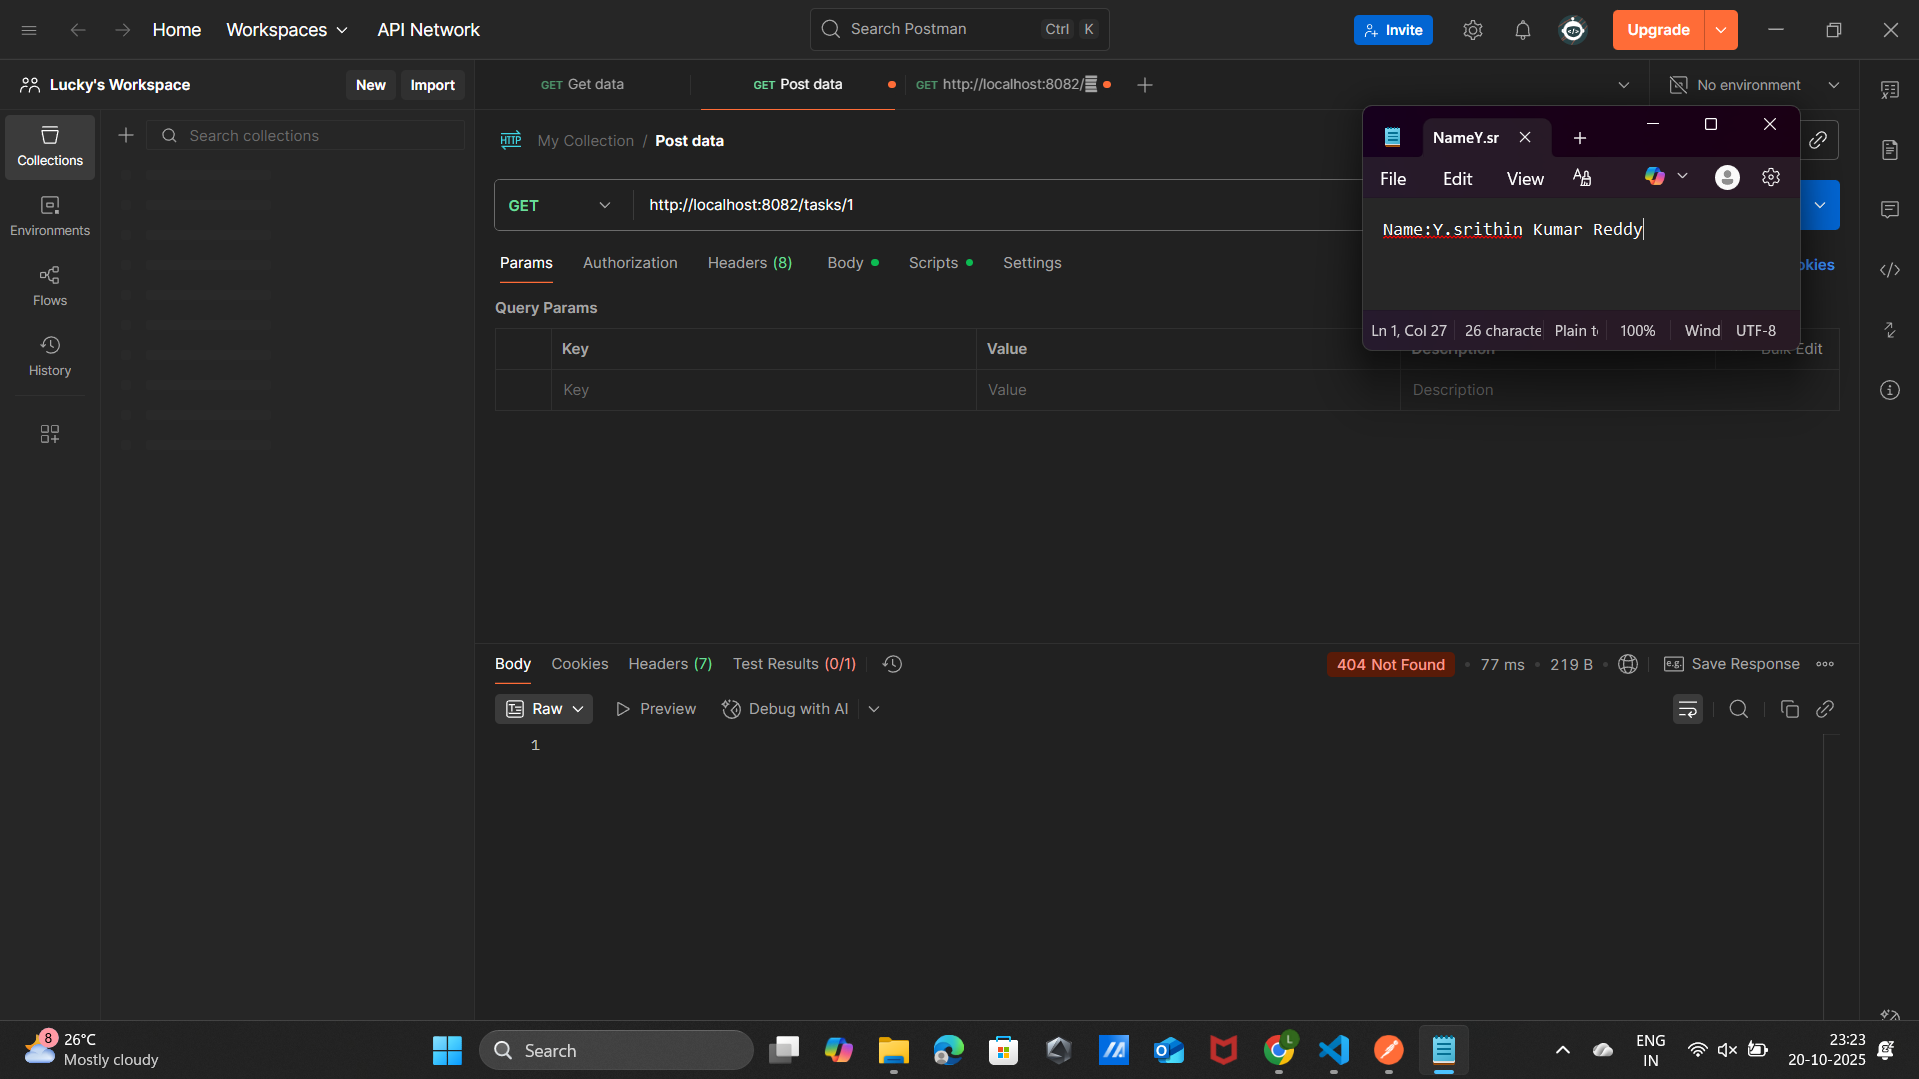 Home
Workspaces
API Network
Search Postman
Ctrl K
Invite
Upgrade
Lucky's Workspace
New
Import
GET Get data
GET Post data
GET http://localhost:8082/
No environment
Collections
Search collections
Environments
Flows
History
HTTP
My Collection / Post data
GET
http://localhost:8082/tasks/1
Params
Authorization
Headers (8)
Body
Scripts
Settings
okies
Query Params
Key
Value
Description
Bulk Edit
Key
Value
Description
NameY.sr
File
Edit
View
Name:Y.srithin Kumar Reddy
Ln 1, Col 27
26 characte
Plain t
100%
Wind
UTF-8
Body
Cookies
Headers (7)
Test Results (0/1)
404 Not Found
77 ms
219 B
e.g.
Save Response
Raw
Preview
Debug with AI
1
8
26°C
Mostly cloudy
Search
L
ENG
IN
23:23
20-10-2025